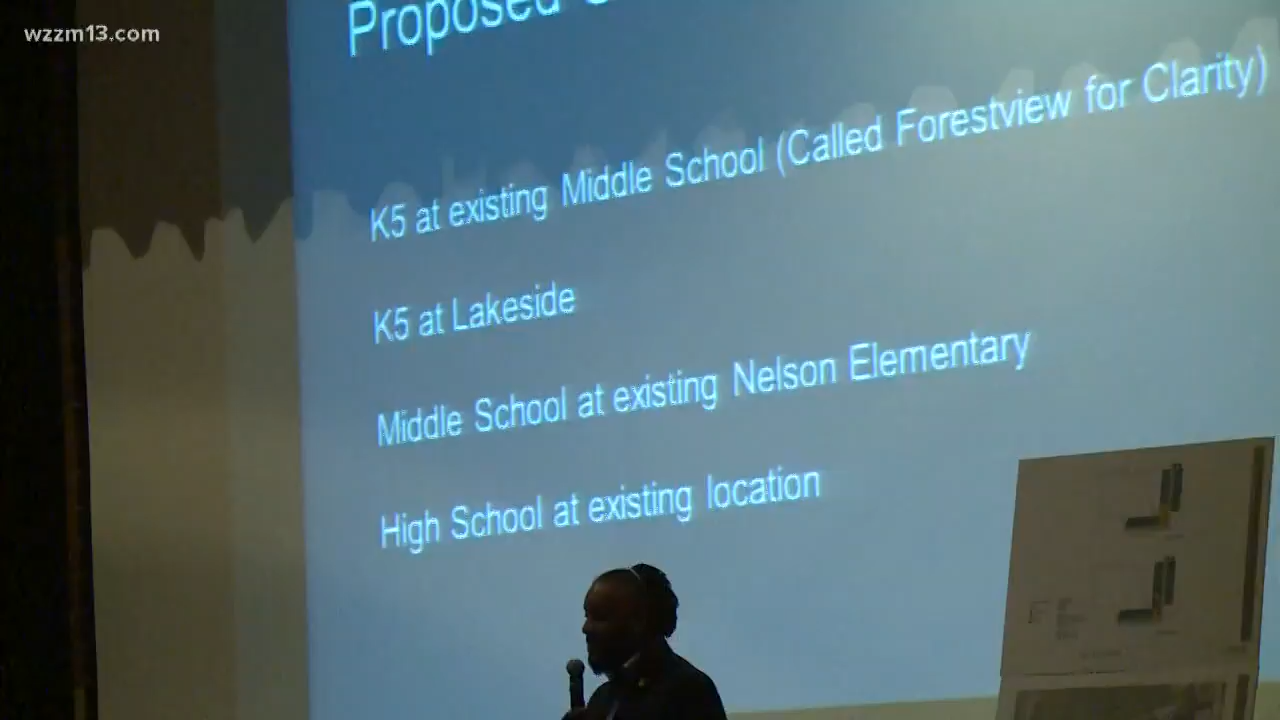 wzzm13.com
Proposed
K5 at existing Middle School (Called Forestview for Clarity)
K5 at Lakeside
Middle School at existing Nelson Elementary
High School at existing location